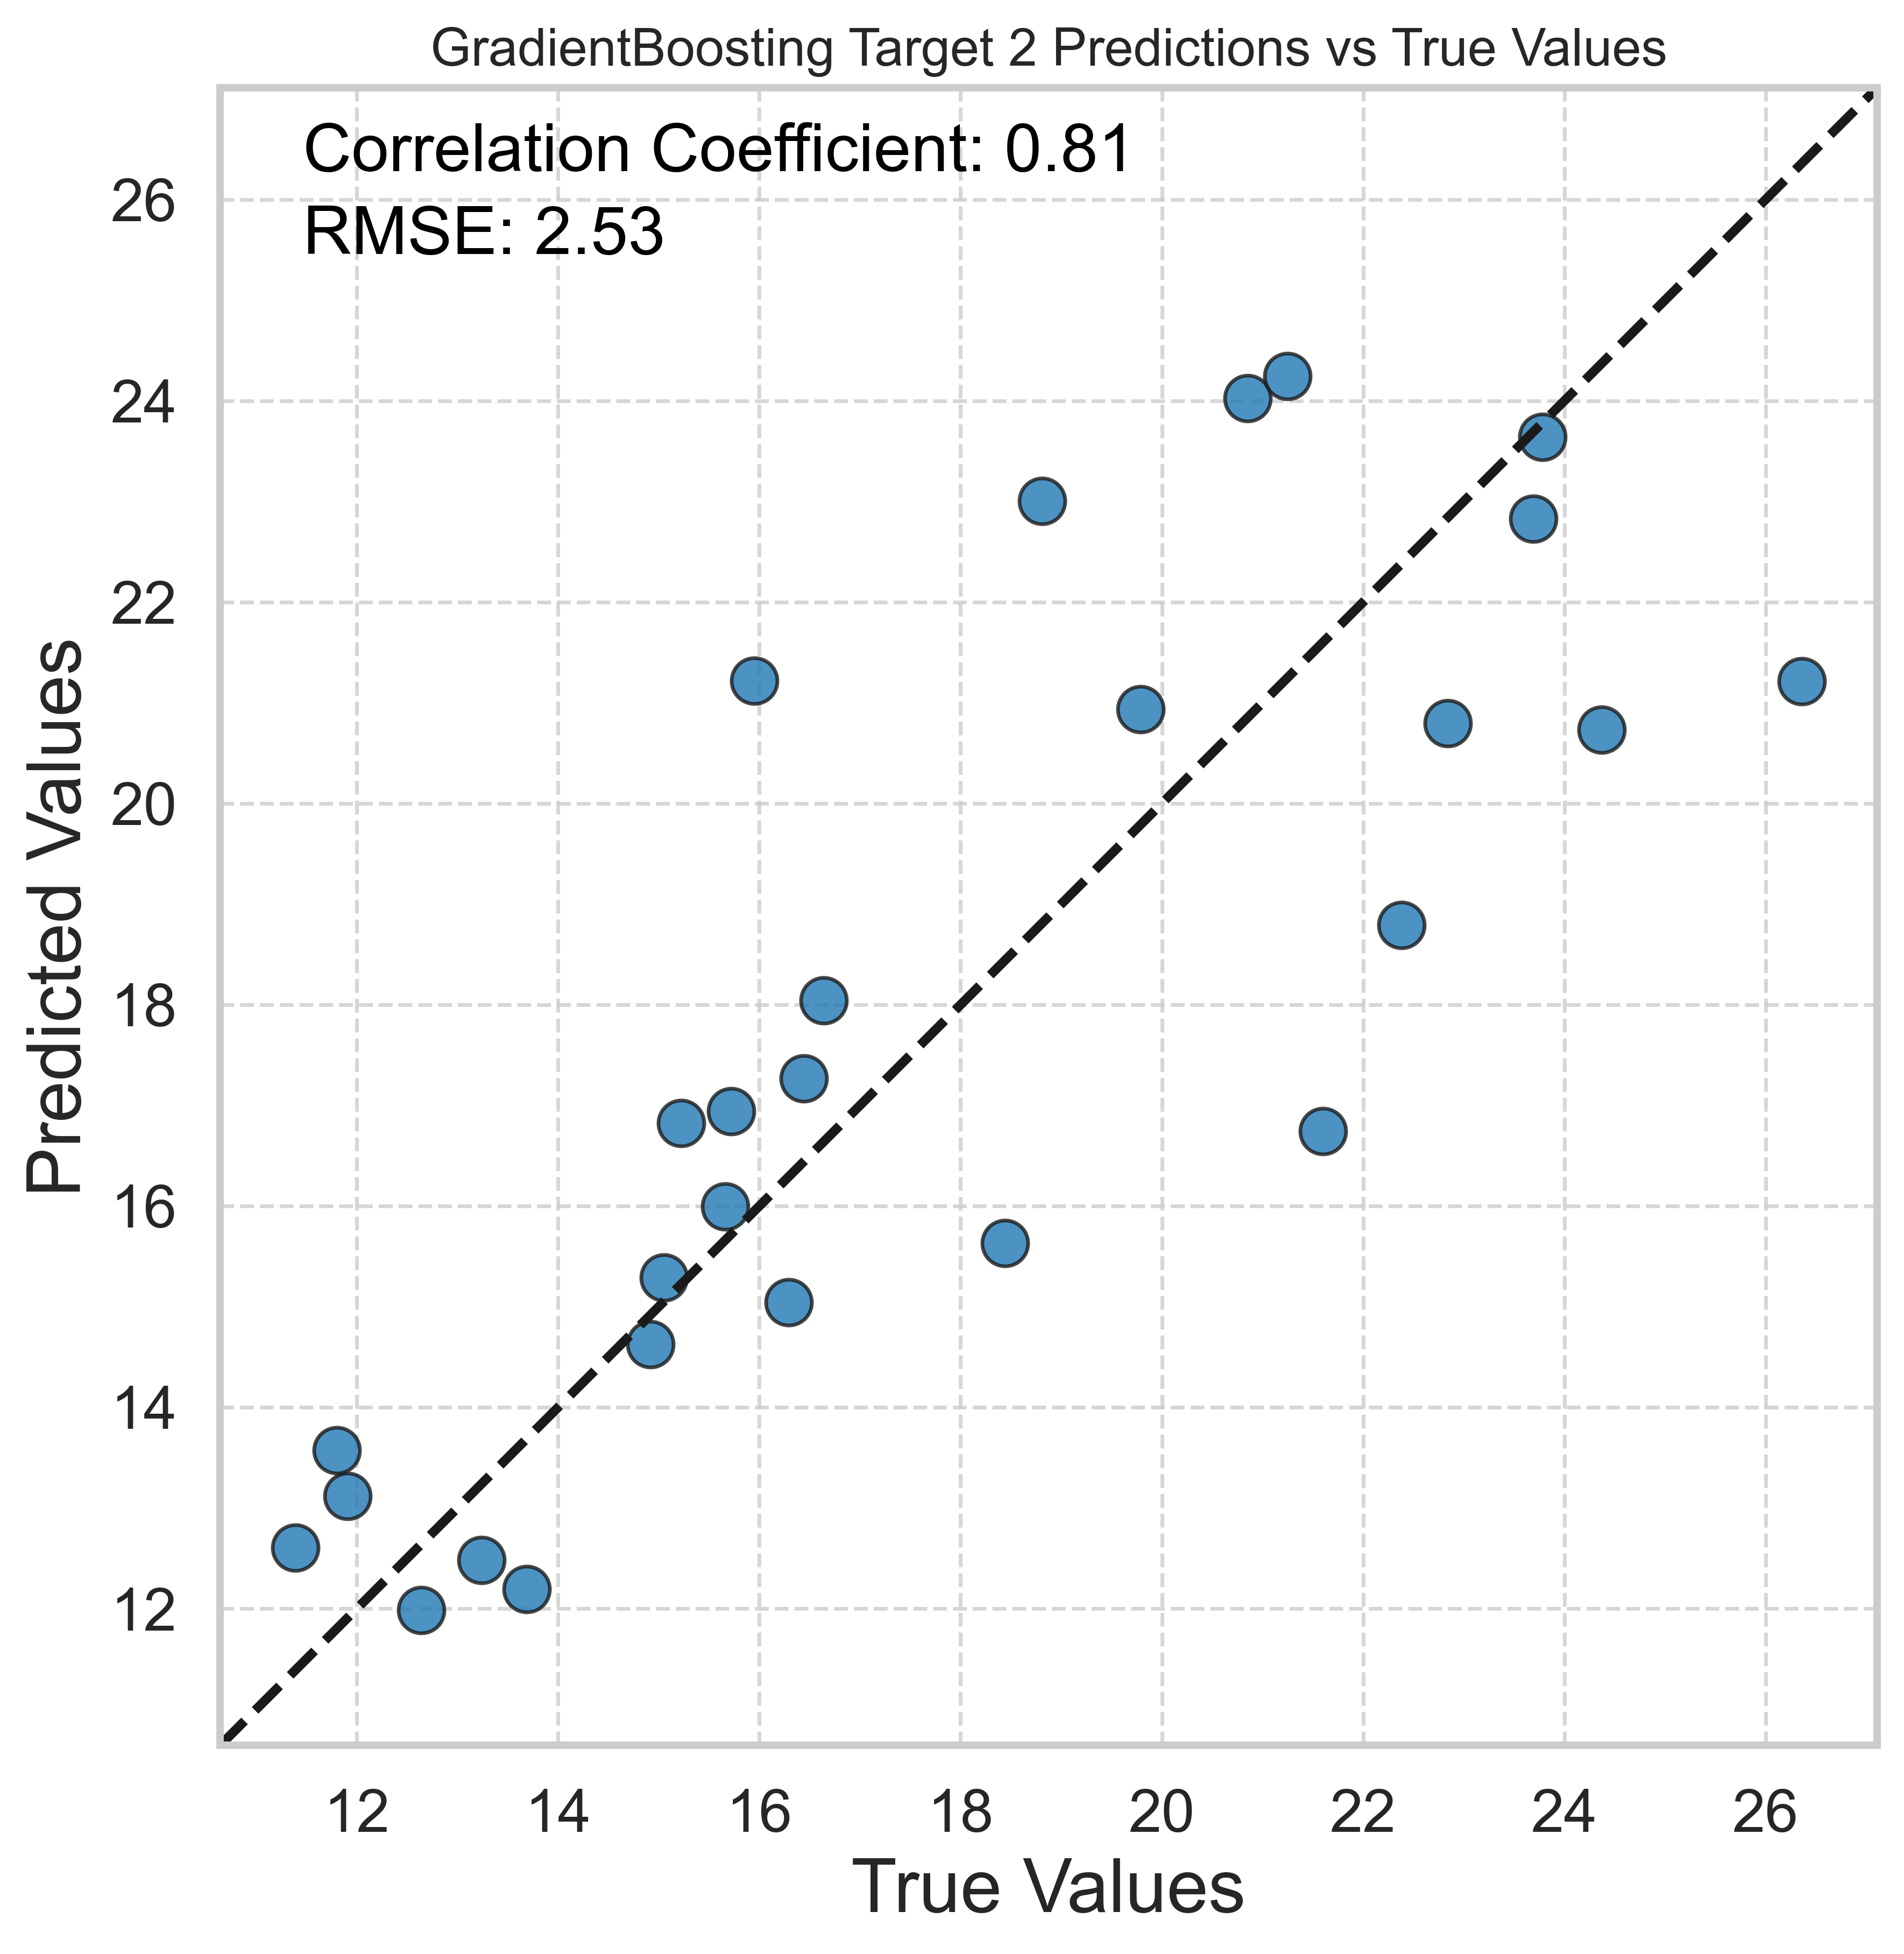 GradientBoosting Target 2 Predictions vs True Values
Correlation Coefficient: 0.81
RMSE: 2.53
Predicted Values
26
24
22
20
18
16
14
12
12 14 16 18 20 22 24 26
True Values